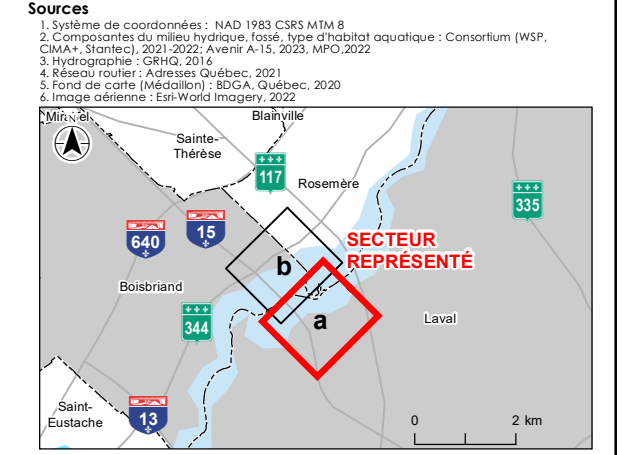 Sources
1. Système de coordonnées : NAD 1983 CSRS MTM 8
2. Composantes du milieu hydrique, fossé, type d'habitat aquatique : Consortium (WSP,
CIMA+, Stantec), 2021-2022; Avenir A-15, 2023, MPO,2022
3. Hydrographie : GRHQ, 2016
4. Réseau routier : Adresses Québec, 2021
5. Fond de carte (Médaillon) : BDGA, Québec, 2020
6. Image aérienne : Esri-World Imagery, 2022
Mirabel
N
Blainville
Sainte-
Thérèse
117
Rosemère
335
15
640
SECTEUR
REPRÉSENTÉ
b
Boisbriand
a
Laval
344
Saint-
Eustache
13
0 2 km